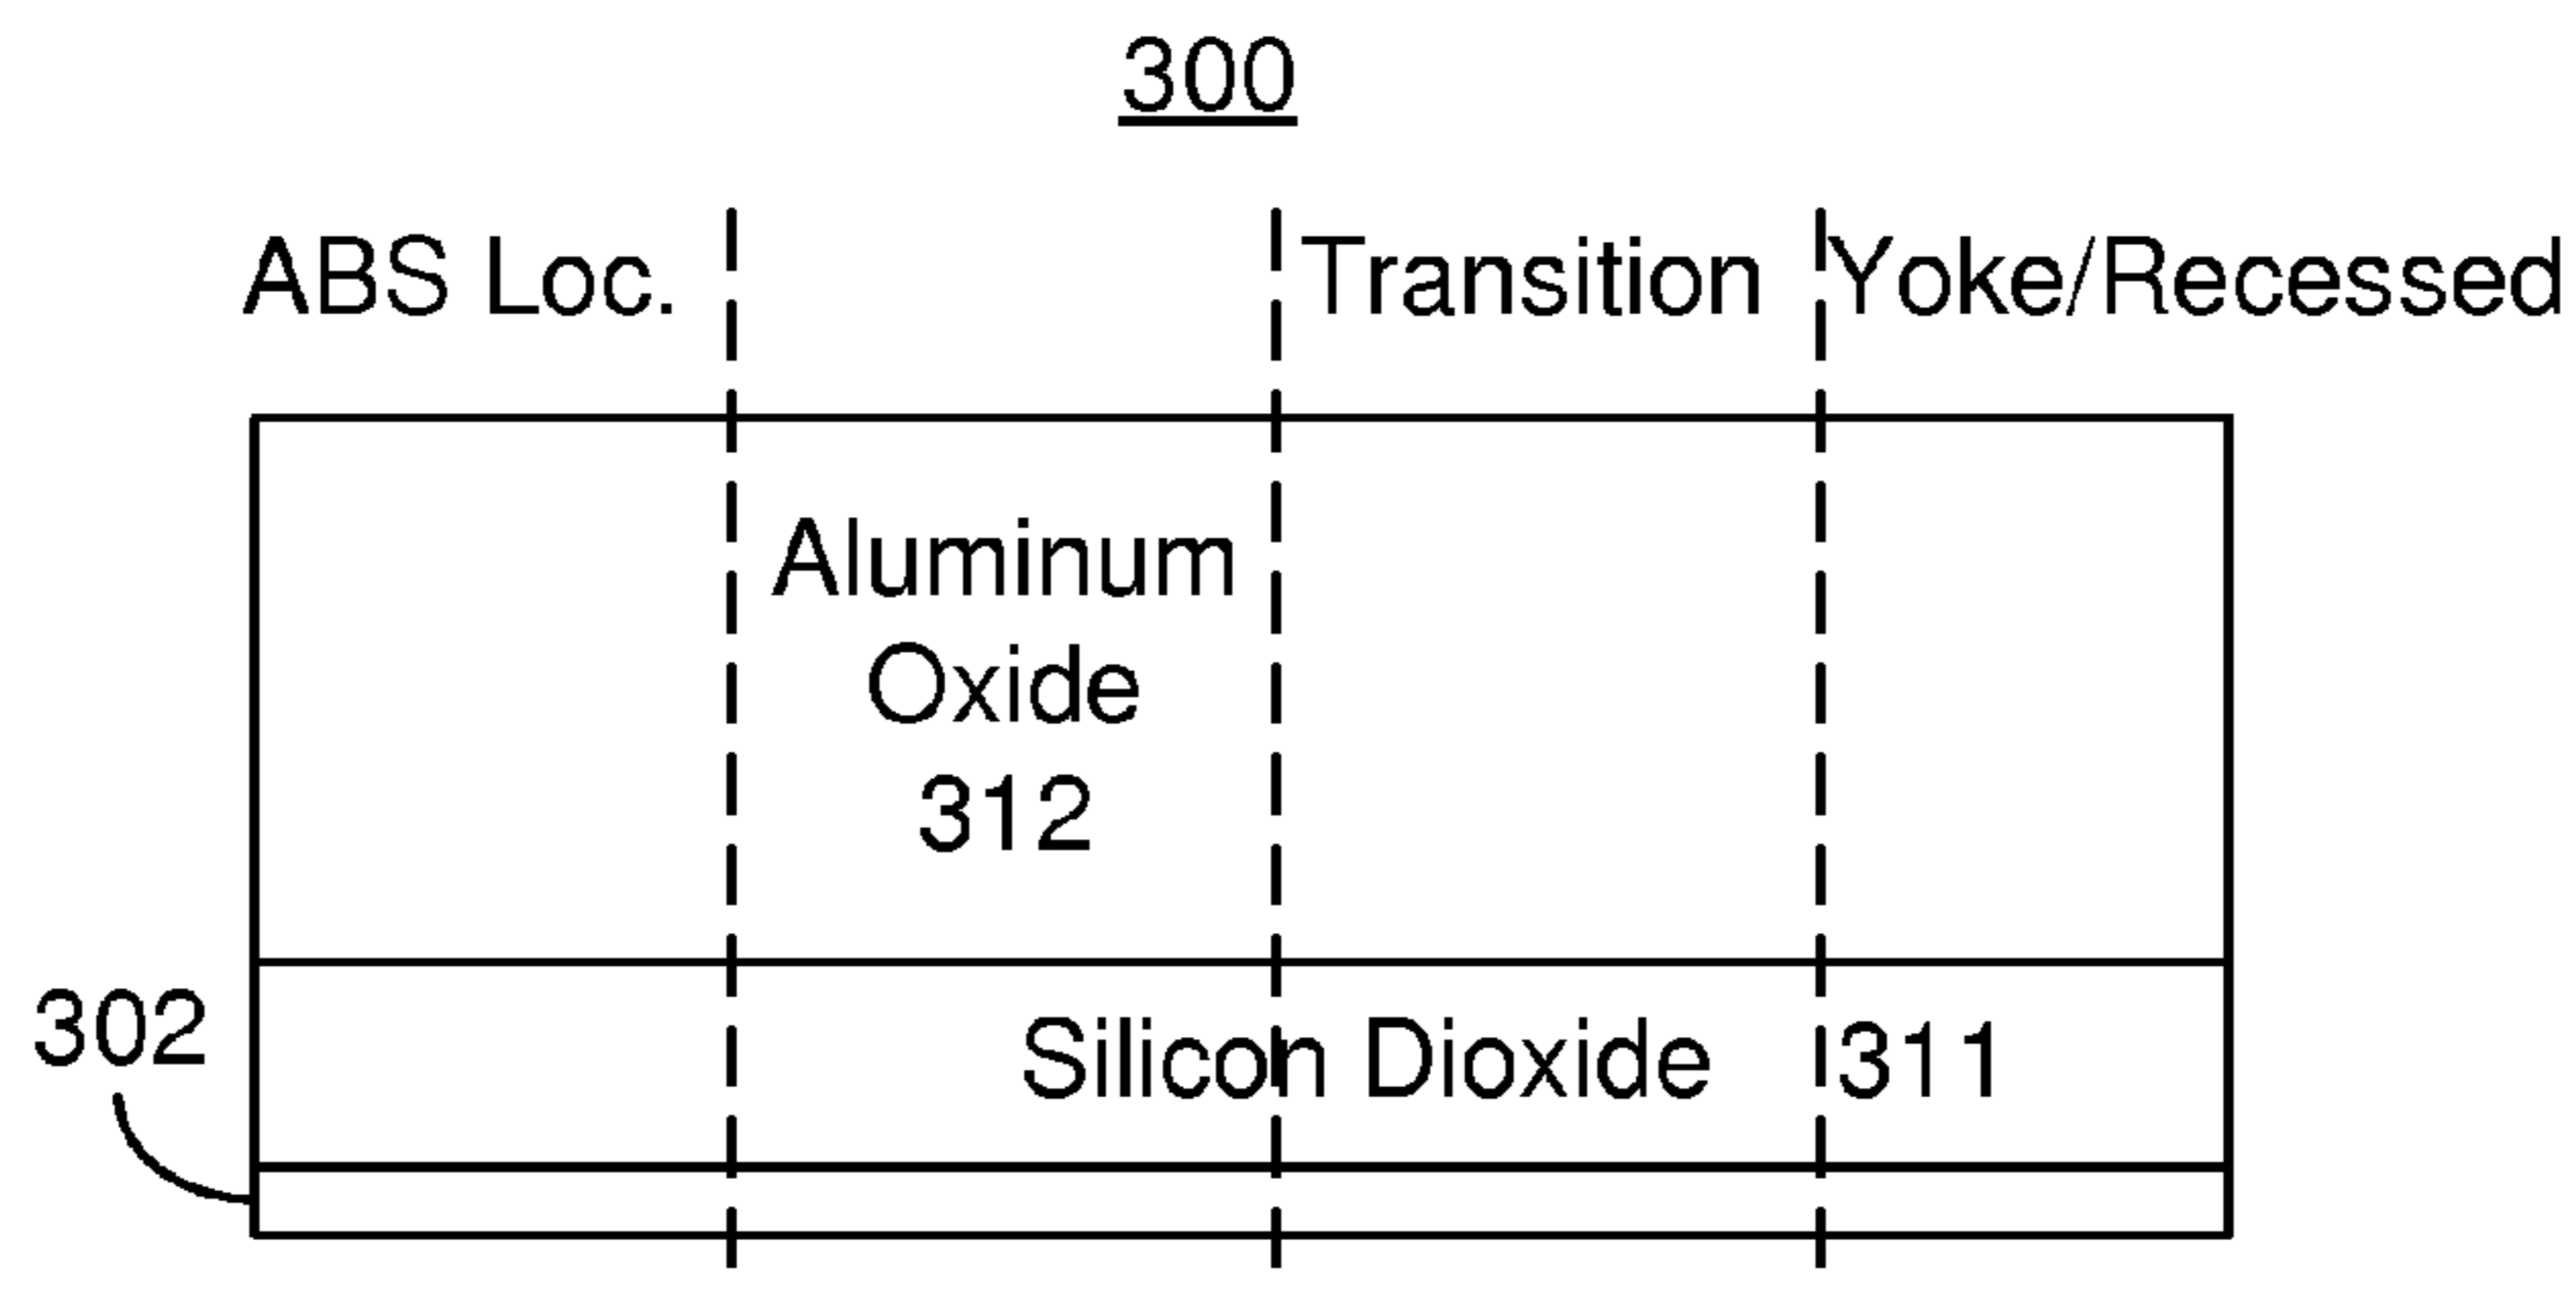 300
ABS Loc. Transition Yoke/Recessed
Aluminum
Oxide
312
302
Silicon Dioxide 311